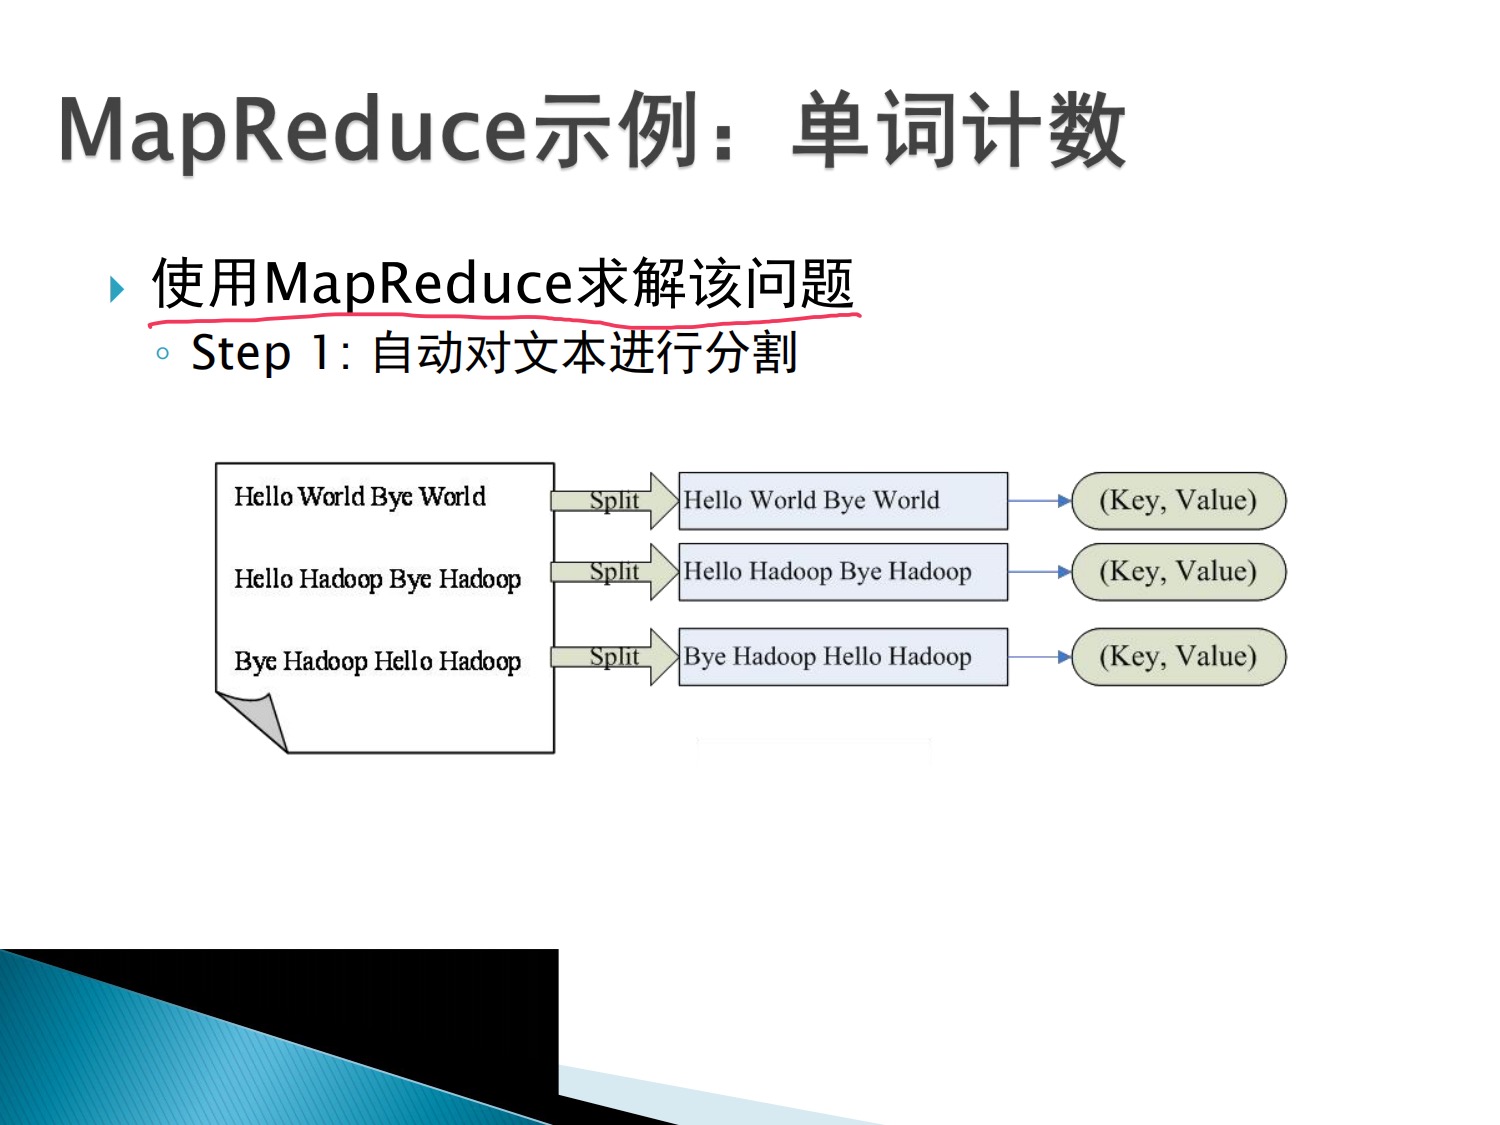 MapReduce示例：单词计数
使用MapReduce求解该问题
Step 1: 自动对文本进行分割
Hello World Bye World
Split
Hello World Bye World
(Key, Value)
Hello Hadoop Bye Hadoop
Split
Hello Hadoop Bye Hadoop
(Key, Value)
Bye Hadoop Hello Hadoop
Split
Bye Hadoop Hello Hadoop
(Key, Value)